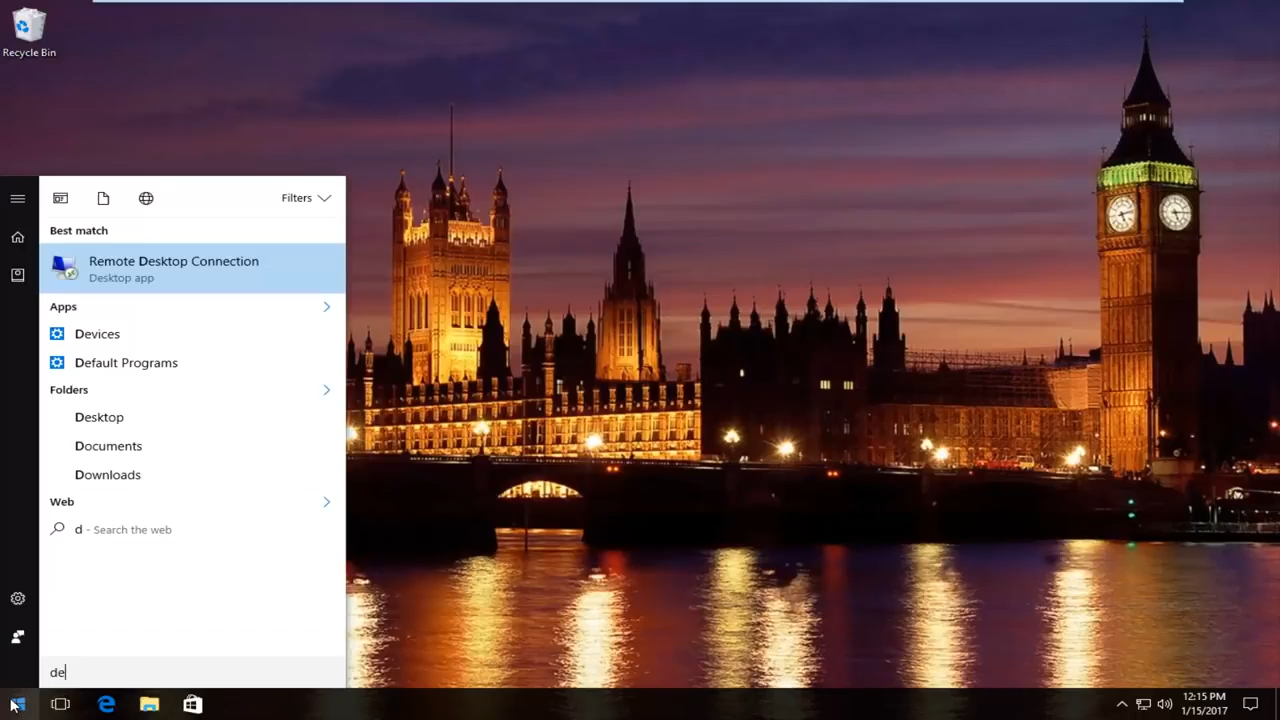 Recycle Bin
Filters
Best match
Remote Desktop Connection
Desktop app
Apps
Devices
Default Programs
Folders
Desktop
Documents
Downloads
Web
d - Search the web
de
12:15 PM
1/15/2017